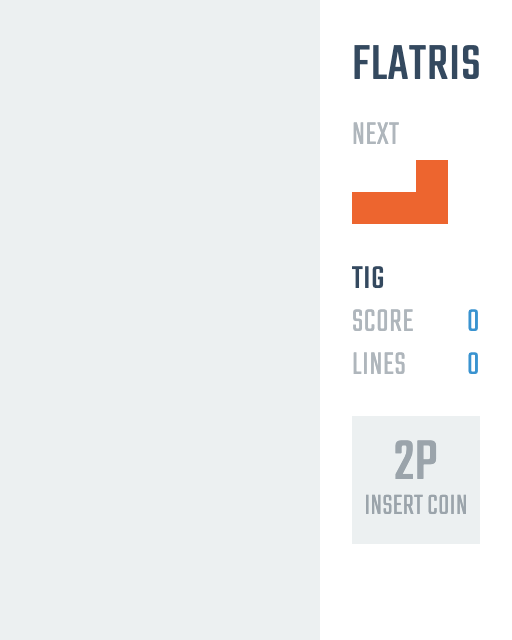 FLATRIS
NEXT
TIG
SCORE 0
LINES 0
2P
INSERT COIN